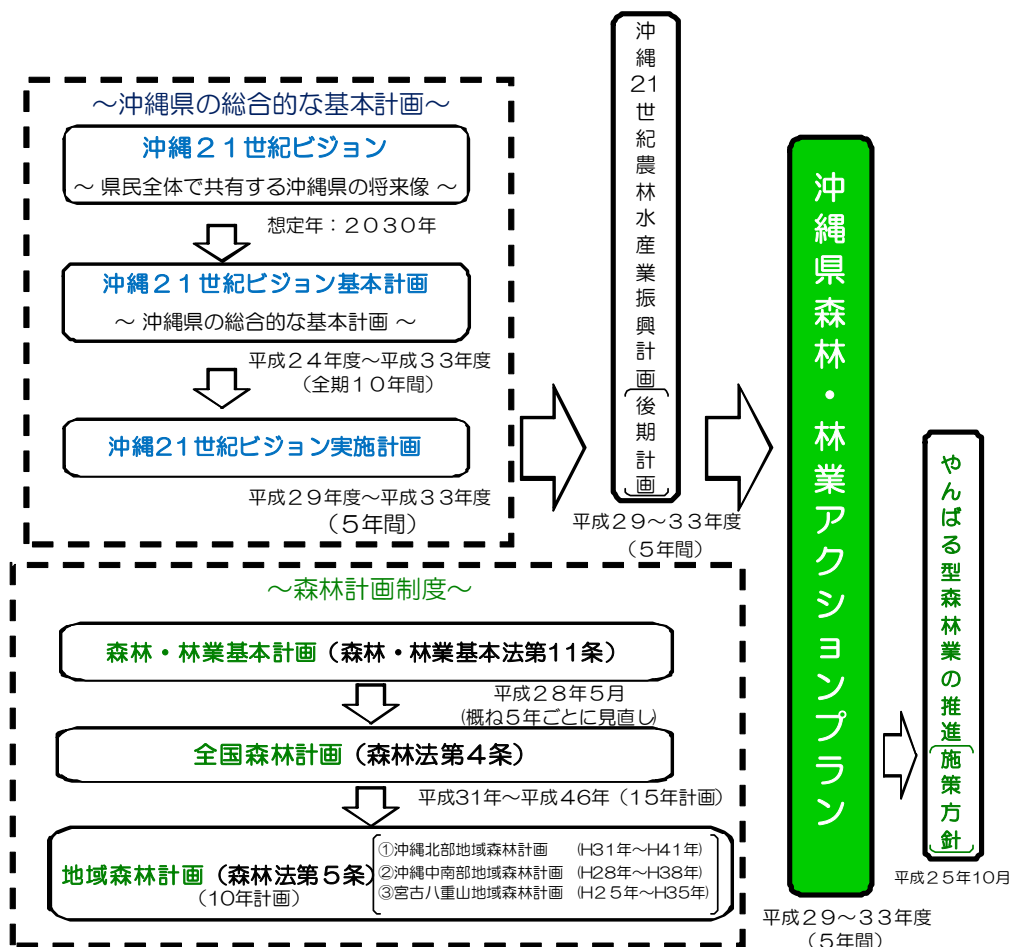 ～沖縄県の総合的な基本計画～
沖縄２１世紀ビジョン
～ 県民全体で共有する沖縄県の将来像 ～
想定年：２０３０年
沖縄２１世紀ビジョン基本計画
～ 沖縄県の総合的な基本計画 ～
平成２４年度～平成３３年度
（全期１０年間）
沖縄21世紀ビジョン実施計画
平成２９年度～平成３３年度
（５年間）
～森林計画制度～
森林・林業基本計画（森林・林業基本法第11条）
平成２８年５月
(概ね５年ごとに見直し)
全国森林計画（森林法第４条）
平成31年～平成４６年（１５年計画）
地域森林計画（森林法第５条）
（10年計画）
①沖縄北部地域森林計画　（H31年～H４１年）
②沖縄中南部地域森林計画　（H２８年～H３８年）
③宮古八重山地域森林計画　（H２５年～H３５年）
沖縄21世紀農林水産業振興計画〔後期計画〕
平成２９～３３年度
（５年間）
沖縄県森林・林業アクションプラン
平成２９～３３年度
（５年間）
やんばる型森林業の推進〔施策方針〕
平成２５年１０月